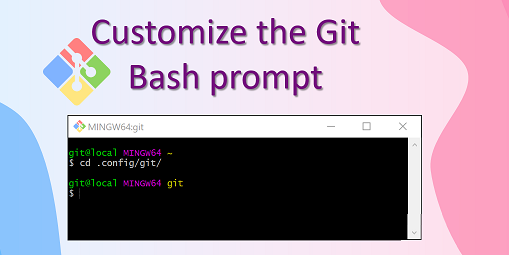 Customize the Git
Bash prompt
MINGW64:git
git@local MINGW64 ~
$ cd .config/git/
git@local MINGW64 git
$